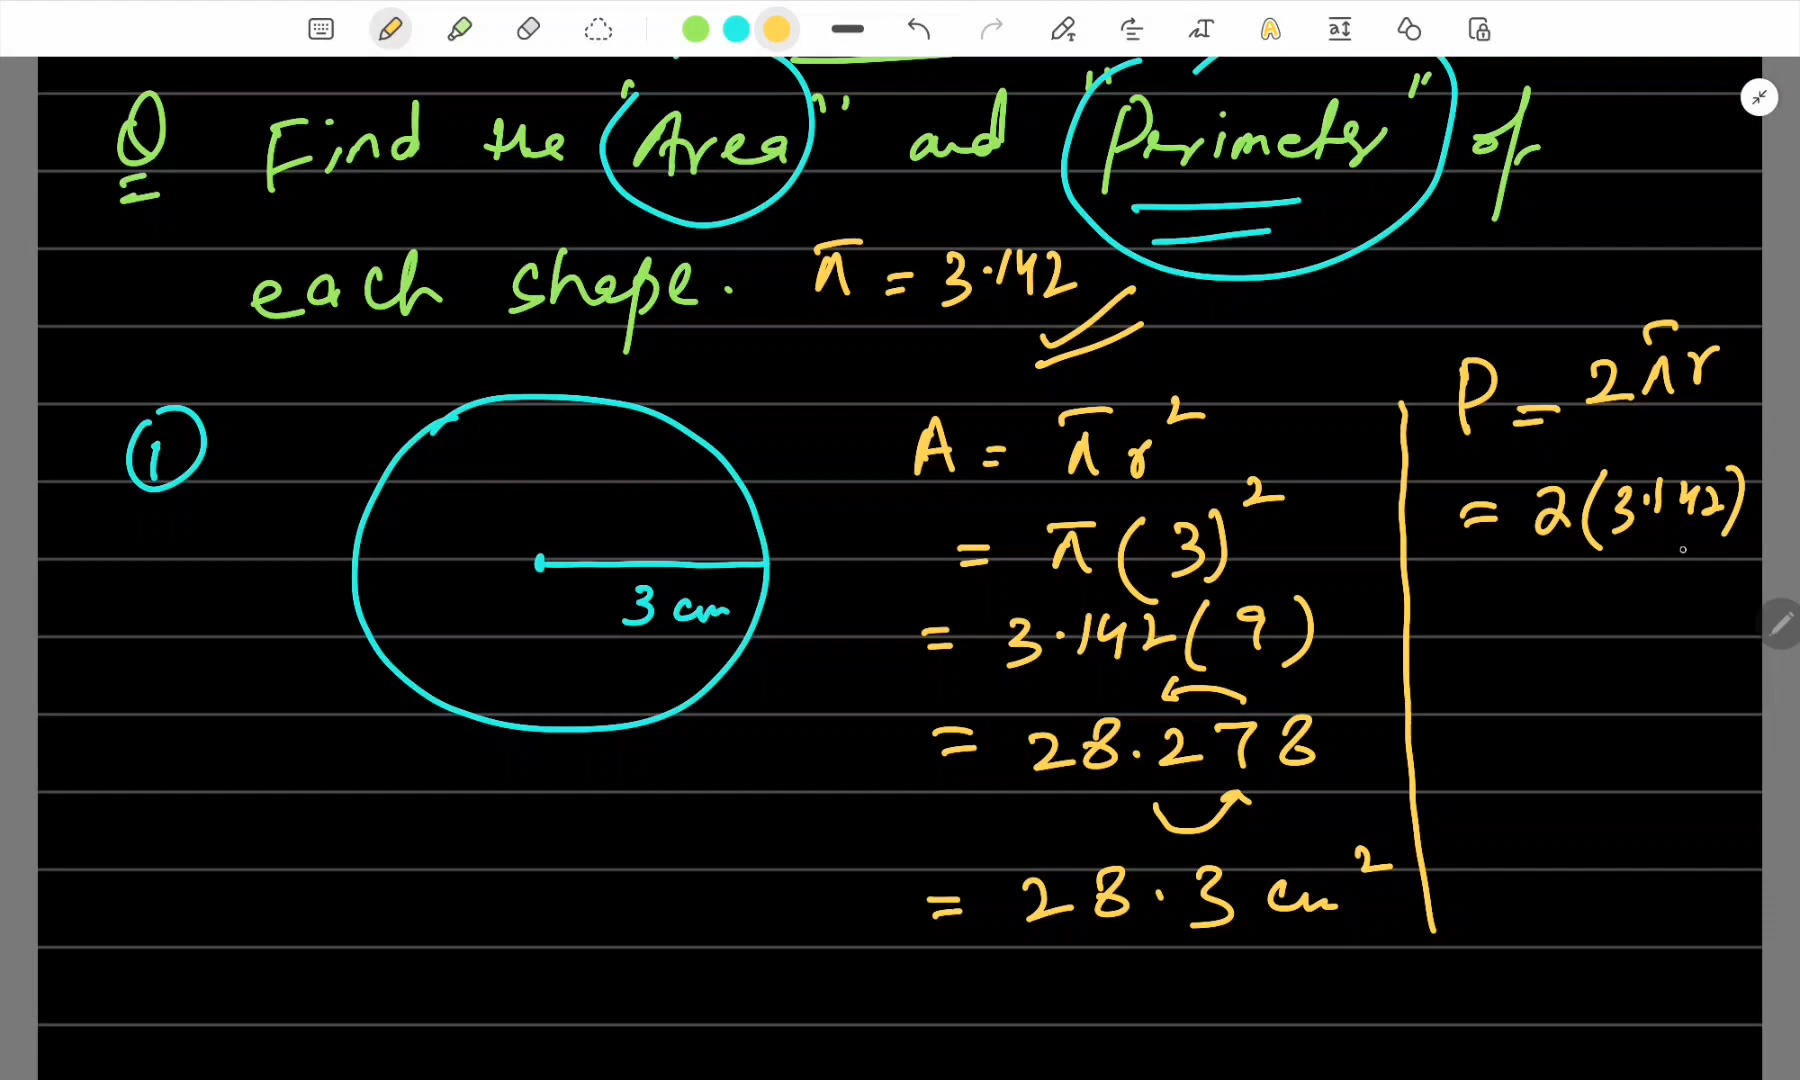 Q Find the "Area" and "Perimeter" of
each shape. π = 3.142
①
3 cm
A = πr²
= π(3)²
= 3.142(9)
= 28.278
= 28.3 cm²
P = 2πr
= 2(3.142)